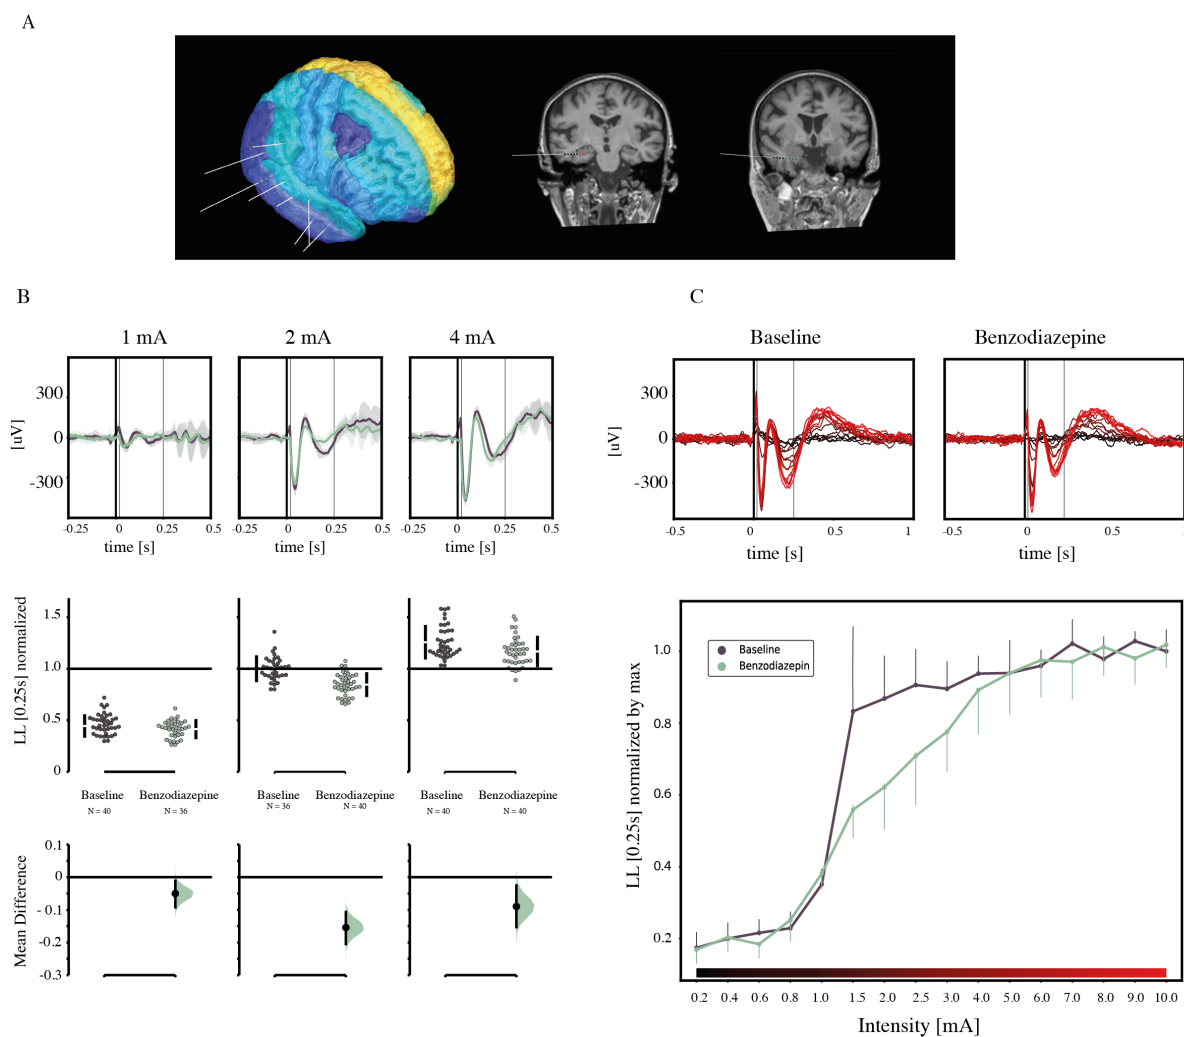 A
B
1 mA
2 mA
4 mA
300
0
-300
[uV]
-0.25
0
0.25
-0.25
0
0.25
-0.25
0
0.25
0.5
time [s]
time [s]
time [s]
LL [0.25s] normalized
1.5
1.0
0.5
0
Baseline
N = 40
Benzodiazepine
N = 36
Baseline
N = 36
Benzodiazepine
N = 40
Baseline
N = 40
Benzodiazepine
N = 40
Mean Difference
0.1
0
-0.1
-0.2
-0.3
C
Baseline
Benzodiazepine
300
0
-300
[uV]
-0.5
0
0.5
1
-0.5
0
0.5
time [s]
time [s]
Baseline
Benzodiazepin
LL [0.25s] normalized by max
1.0
0.8
0.6
0.4
0.2
0.2 0.4 0.6 0.8 1.0 1.5 2.0 2.5 3.0 4.0 5.0 6.0 7.0 8.0 9.0 10.0
Intensity [mA]